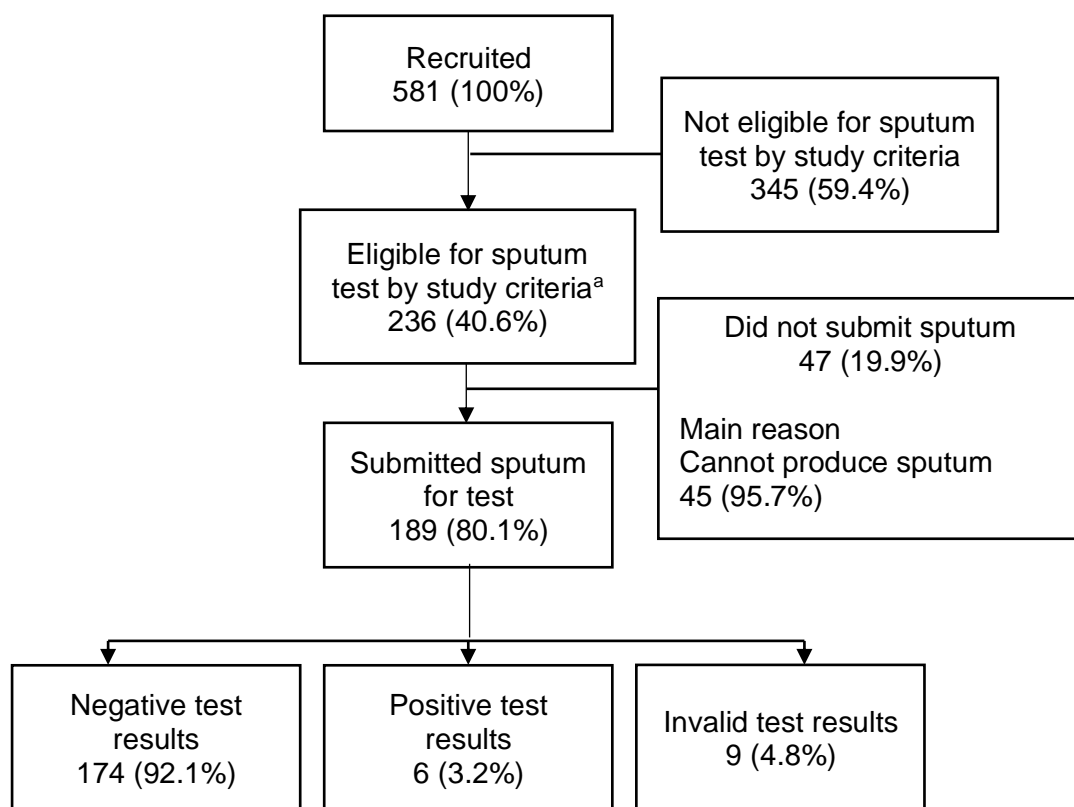 Recruited
581 (100%)
Not eligible for sputum
test by study criteria
345 (59.4%)
Eligible for sputum
test by study criteriaᵃ
236 (40.6%)
Did not submit sputum
47 (19.9%)
Main reason
Cannot produce sputum
45 (95.7%)
Submitted sputum
for test
189 (80.1%)
Negative test
results
174 (92.1%)
Positive test
results
6 (3.2%)
Invalid test results
9 (4.8%)